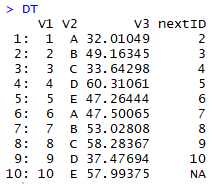 > DT
v1 v2 v3 nextID
1: 1 A 32.01049 2
2: 2 B 49.16345 3
3: 3 C 33.64298 4
4: 4 D 60.31061 5
5: 5 E 47.26444 6
6: 6 A 47.50065 7
7: 7 B 53.02808 8
8: 8 C 58.28367 9
9: 9 D 37.47694 10
10: 10 E 57.99375 NA